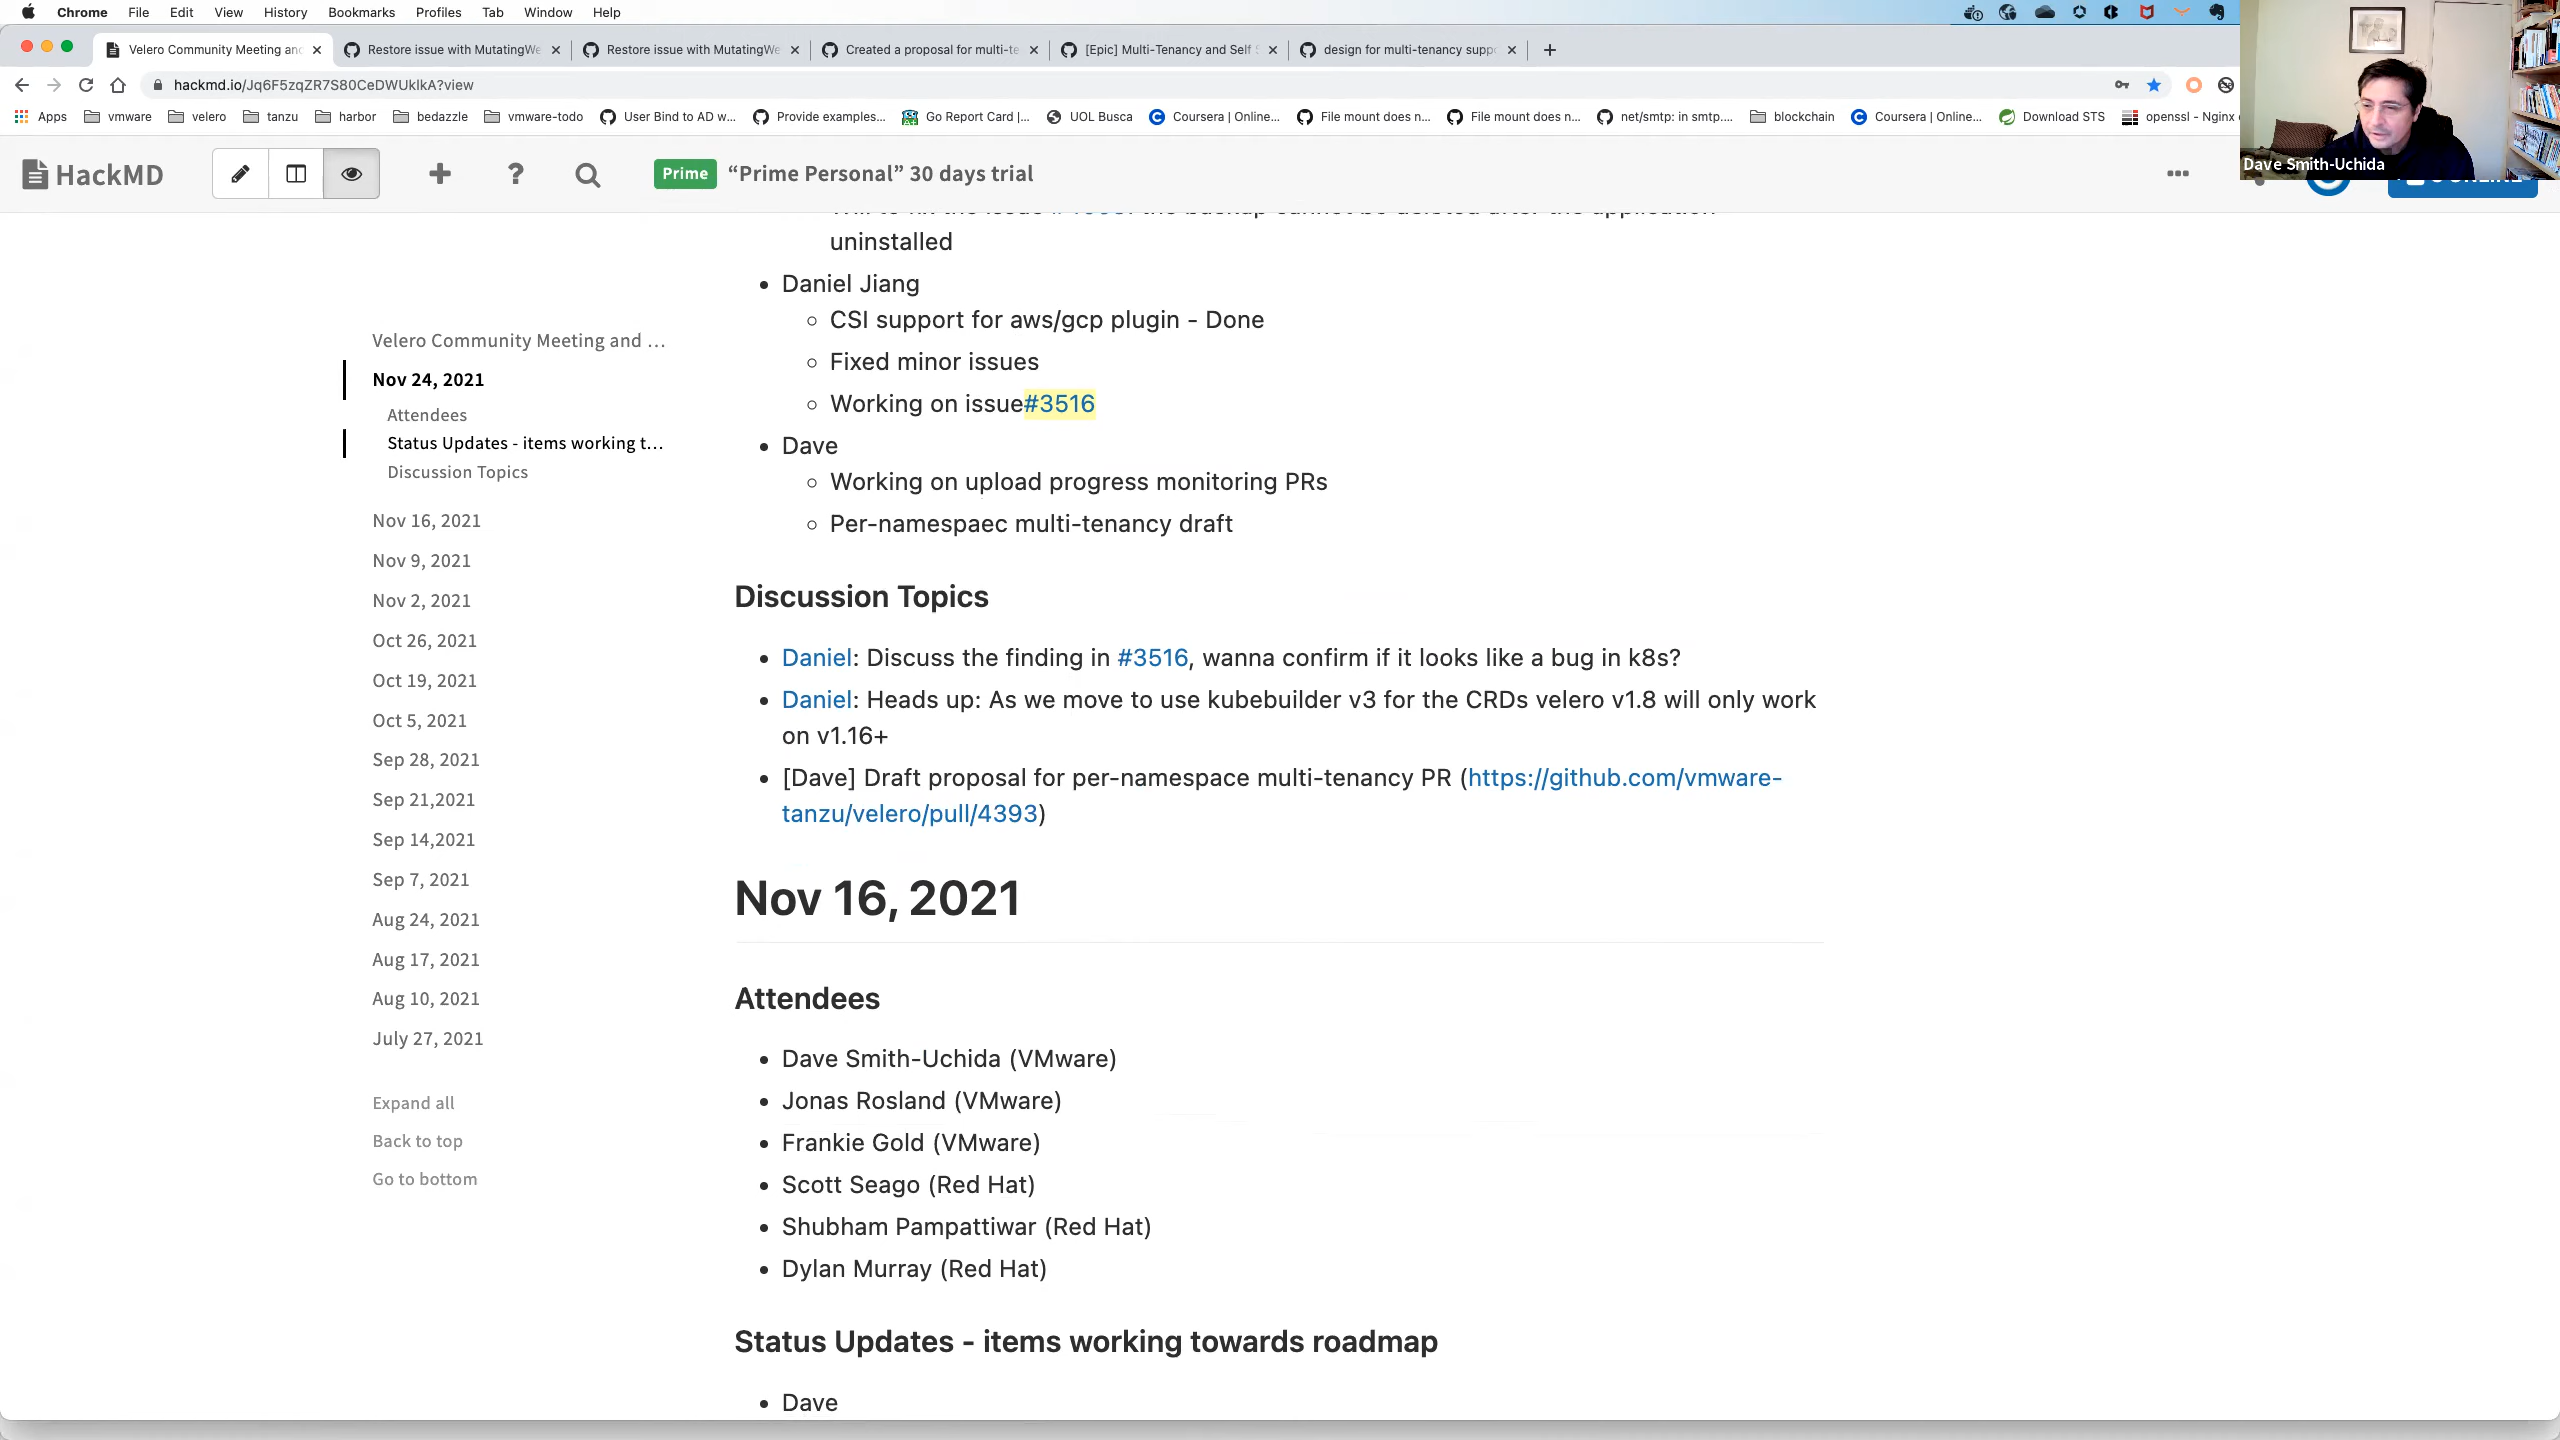 Chrome File Edit View History Bookmarks Profiles Tab Window Help
Velero Community Meeting and
Restore issue with MutatingWe
Restore issue with MutatingWe
Created a proposal for multi-te
[Epic] Multi-Tenancy and Self S
design for multi-tenancy suppo
hackmd.io/Jq6F5zqZR7S80CeDWUklkA?view
Apps vmware velero tanzu harbor bedazzle vmware-todo User Bind to AD w... Provide examples... Go Report Card |... UOL Busca Coursera | Online... File mount does n... File mount does n... net/smtp: in smtp.... blockchain Coursera | Online... Download STS openssl - Nginx
Dave Smith-Uchida
HackMD
Prime "Prime Personal" 30 days trial
Velero Community Meeting and …
Nov 24, 2021
Attendees
Status Updates - items working t…
Discussion Topics
Nov 16, 2021
Nov 9, 2021
Nov 2, 2021
Oct 26, 2021
Oct 19, 2021
Oct 5, 2021
Sep 28, 2021
Sep 21,2021
Sep 14,2021
Sep 7, 2021
Aug 24, 2021
Aug 17, 2021
Aug 10, 2021
July 27, 2021
Expand all
Back to top
Go to bottom
uninstalled
Daniel Jiang
CSI support for aws/gcp plugin - Done
Fixed minor issues
Working on issue#3516
Dave
Working on upload progress monitoring PRs
Per-namespaec multi-tenancy draft
Discussion Topics
Daniel: Discuss the finding in #3516, wanna confirm if it looks like a bug in k8s?
Daniel: Heads up: As we move to use kubebuilder v3 for the CRDs velero v1.8 will only work
on v1.16+
[Dave] Draft proposal for per-namespace multi-tenancy PR (https://github.com/vmware-
tanzu/velero/pull/4393)
Nov 16, 2021
Attendees
Dave Smith-Uchida (VMware)
Jonas Rosland (VMware)
Frankie Gold (VMware)
Scott Seago (Red Hat)
Shubham Pampattiwar (Red Hat)
Dylan Murray (Red Hat)
Status Updates - items working towards roadmap
Dave